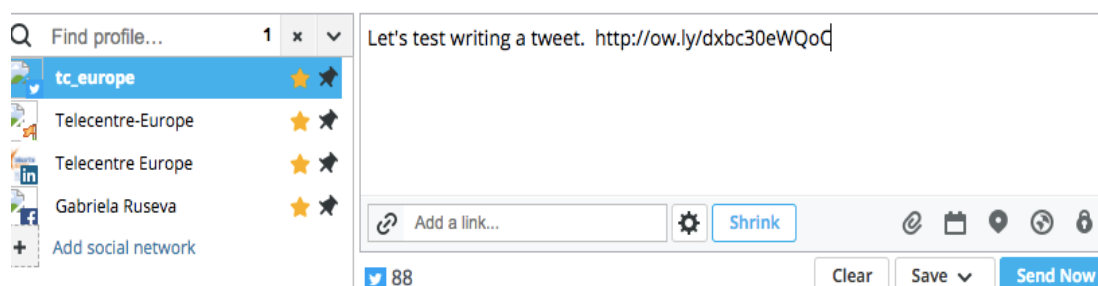 Find profile... 1 ×
tc_europe
Telecentre-Europe
Telecentre Europe
Gabriela Ruseva
+ Add social network
Let's test writing a tweet.  http://ow.ly/dxbc30eWQoC
Add a link... Shrink
88 Clear Save Send Now